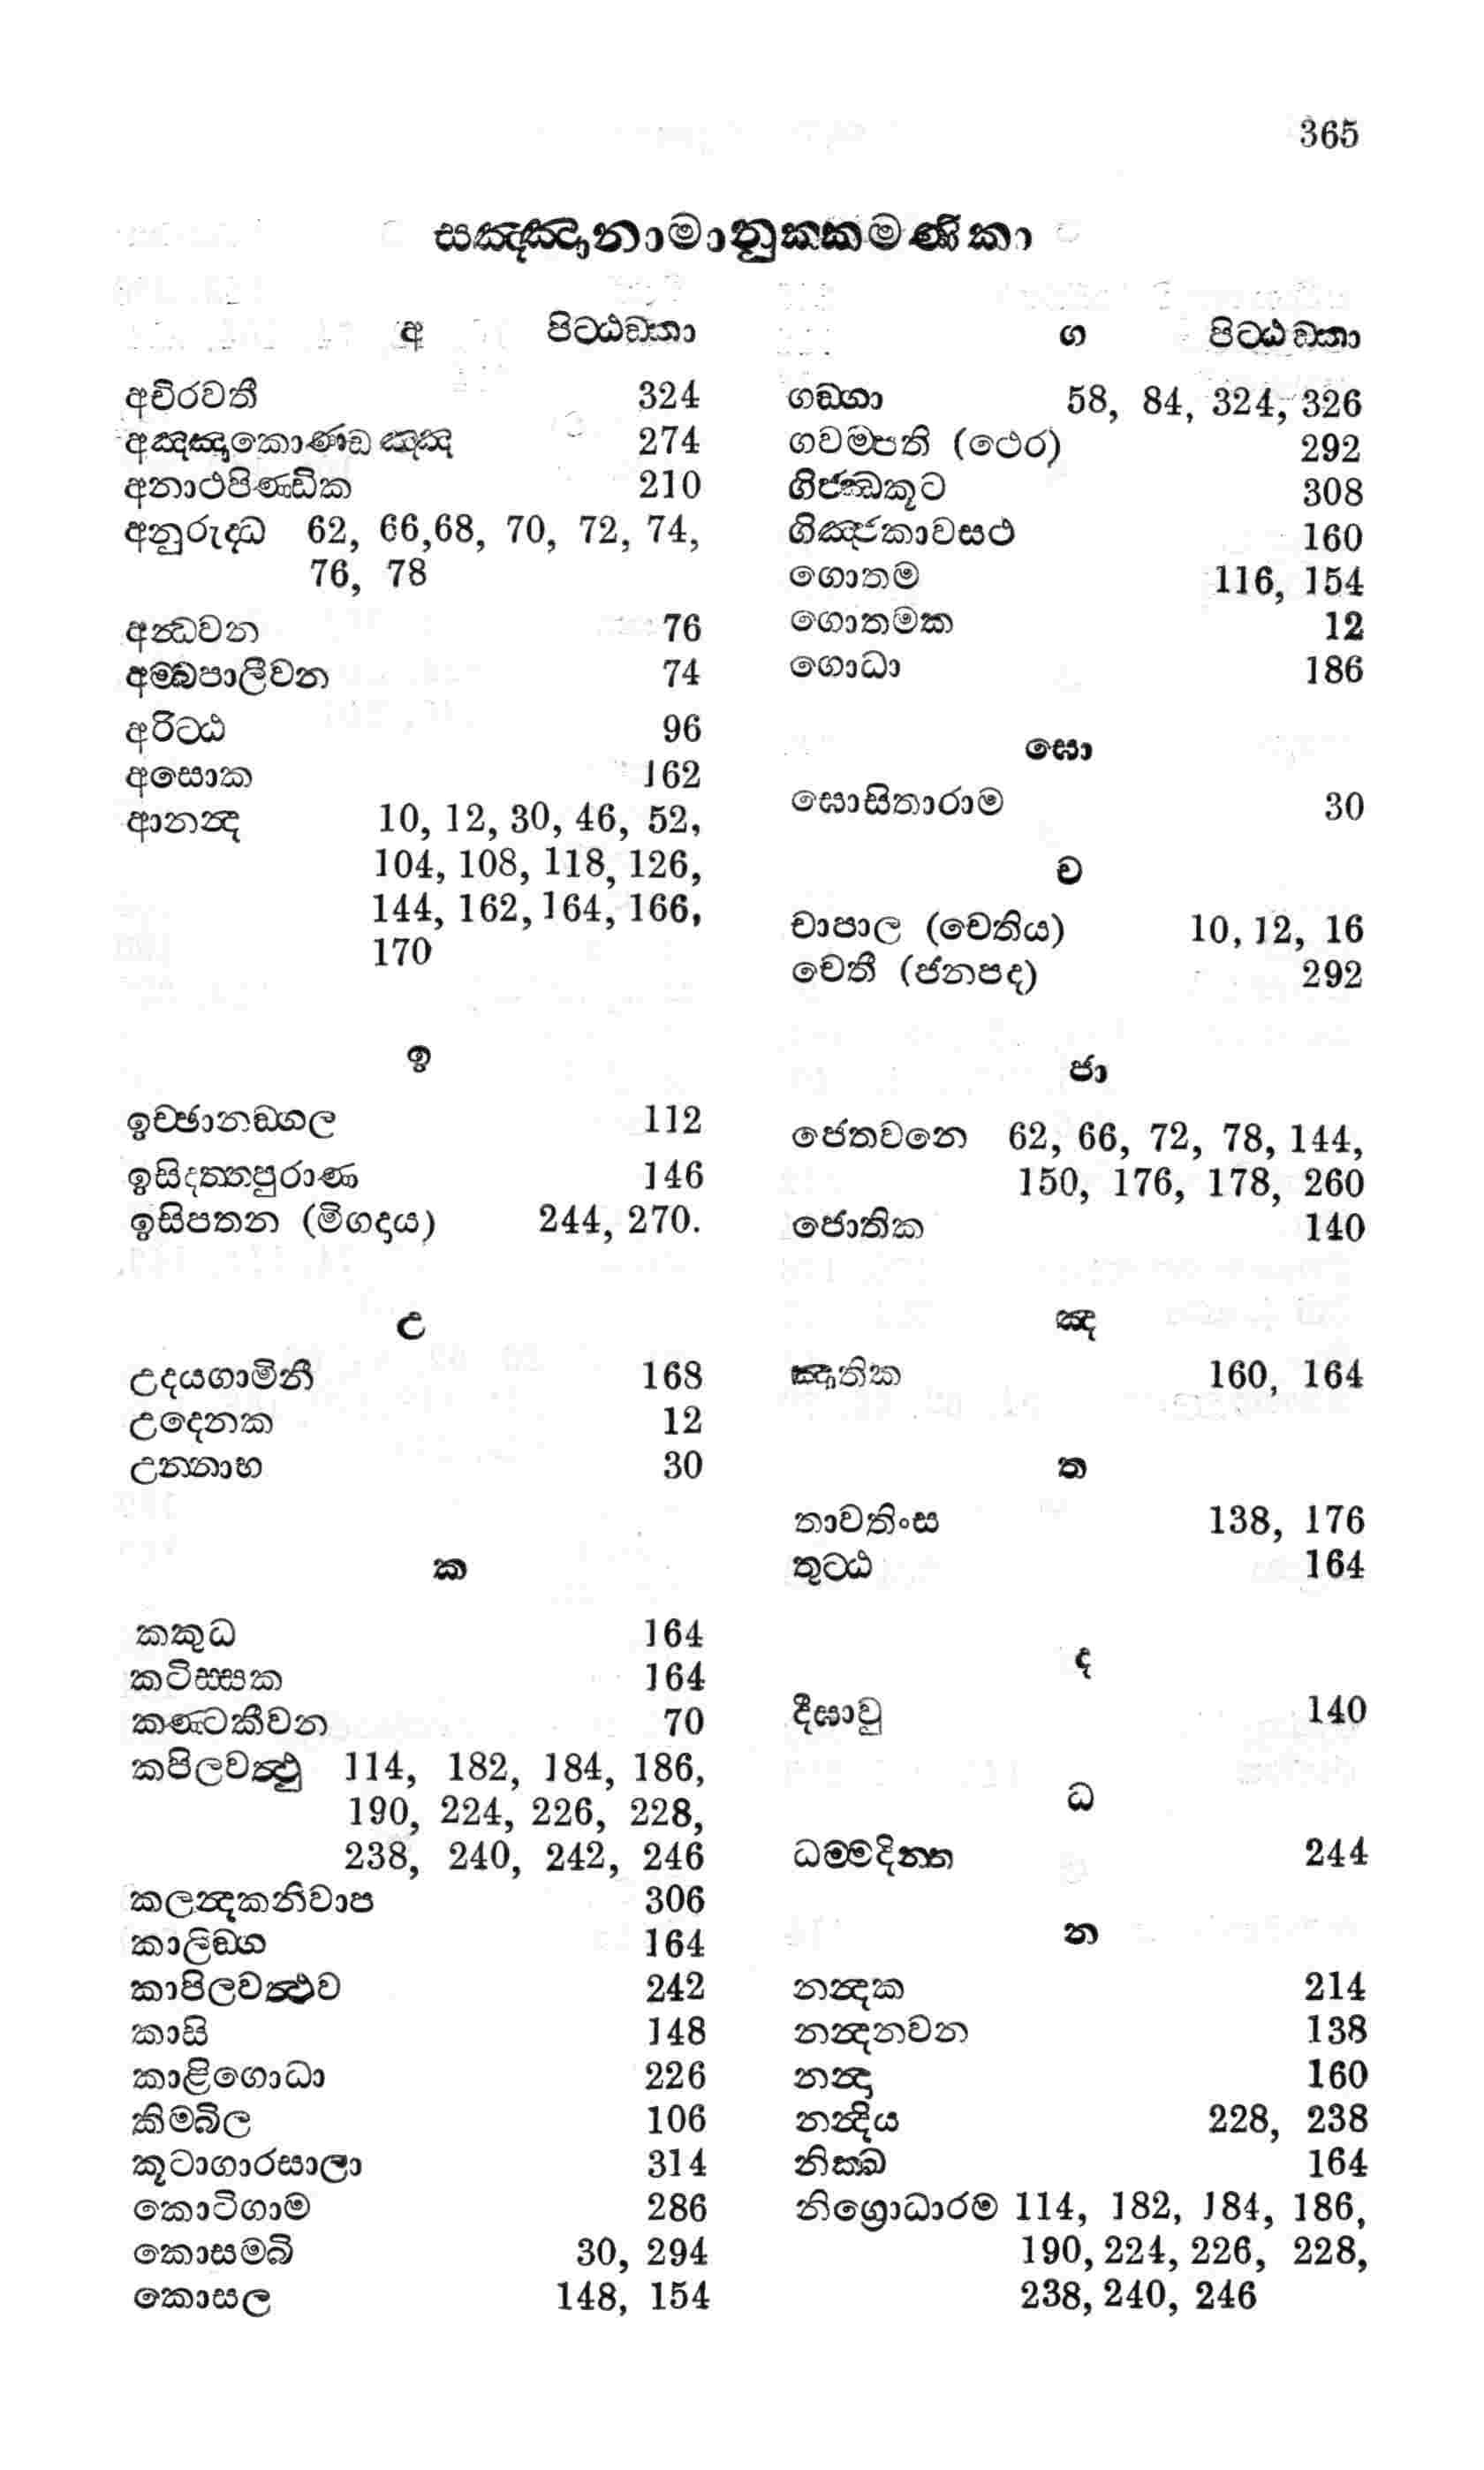 365
සඤ්ඤානාමානුක්කමණිකා
අ පිට්ඨඞ්කා
අචිරවතී 324
අඤ්ඤාකොණ්ඩඤ්ඤ 274
අනාථපිණ්ඩික 210
අනුරුද්ධ 62, 66,68, 70, 72, 74,
76, 78
අන්ධවන 76
අම්බපාලීවන 74
අරිට්ඨ 96
අසොක 162
ආනන්ද 10, 12, 30, 46, 52,
104, 108, 118, 126,
144, 162, 164, 166,
170
ඉ
ඉච්ඡානඞ්ගල 112
ඉසිදත්තපුරාණ 146
ඉසිපතන (මිගදාය) 244, 270.
උ
උදයගාමිනී 168
උදෙනක 12
උන්නාභ 30
ක
කකුධ 164
කටිස්සක 164
කණ්ටකීවන 70
කපිලවත්ථු 114, 182, 184, 186,
190, 224, 226, 228,
238, 240, 242, 246
කලන්දකනිවාප 306
කාලිඞ්ග 164
කාපිලවත්ථව 242
කාසි 148
කාළිගොධා 226
කිමබිල 106
කූටාගාරසාලා 314
කොටිගාම 286
කොසමබි 30, 294
කොසල 148, 154
ග පිට්ඨඞ්කා
ගඞ්ගා 58, 84, 324, 326
ගවම්පති (ථෙර) 292
ගිජ්ඣකූට 308
ගිඤ්ජකාවසථ 160
ගොතම 116, 154
ගොතමක 12
ගොධා 186
ඝො
ඝොසිතාරාම 30
ච
චාපාල (චෙතිය) 10, 12, 16
චෙතී (ජනපද) 292
ජා
ජෙතවනෙ 62, 66, 72, 78, 144,
150, 176, 178, 260
ජොතික 140
ඤ
ඤාතික 160, 164
ත
තාවතිංස 138, 176
තුට්ඨ 164
ද
දීඝාවු 140
ධ
ධම්මදින්න 244
න
නන්දක 214
නන්දනවන 138
නන්දා 160
නන්දිය 228, 238
නික්ඛ 164
නිග්‍රොධාරම 114, 182, 184, 186,
190, 224, 226, 228,
238, 240, 246